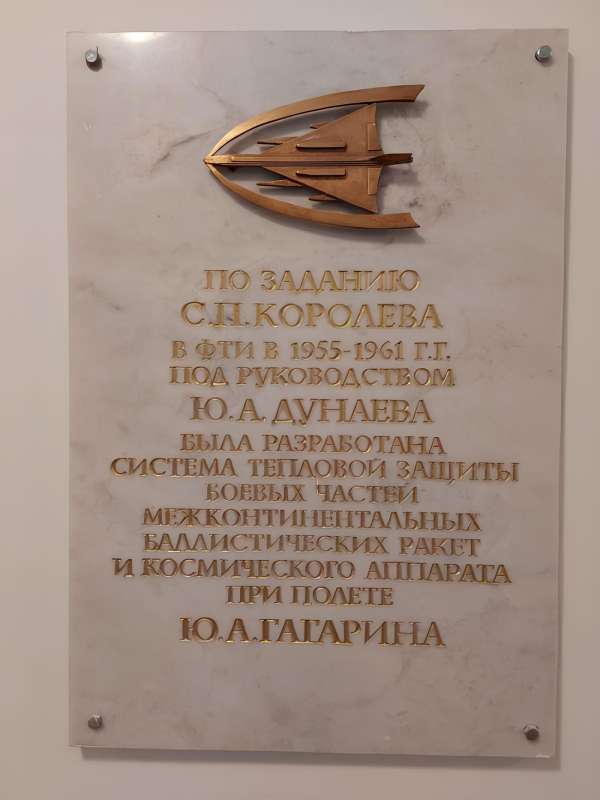 ПО ЗАДАНИЮ
С.П.КОРОЛЕВА
В ФТИ В 1955-1961 Г.Г.
ПОД РУКОВОДСТВОМ
Ю.А.ДУНАЕВА
БЫЛА РАЗРАБОТАНА
СИСТЕМА ТЕПЛОВОЙ ЗАЩИТЫ
БОЕВЫХ ЧАСТЕЙ
МЕЖКОНТИНЕНТАЛЬНЫХ
БАЛЛИСТИЧЕСКИХ РАКЕТ
И КОСМИЧЕСКОГО АППАРАТА
ПРИ ПОЛЕТЕ
Ю.А.ГАГАРИНА